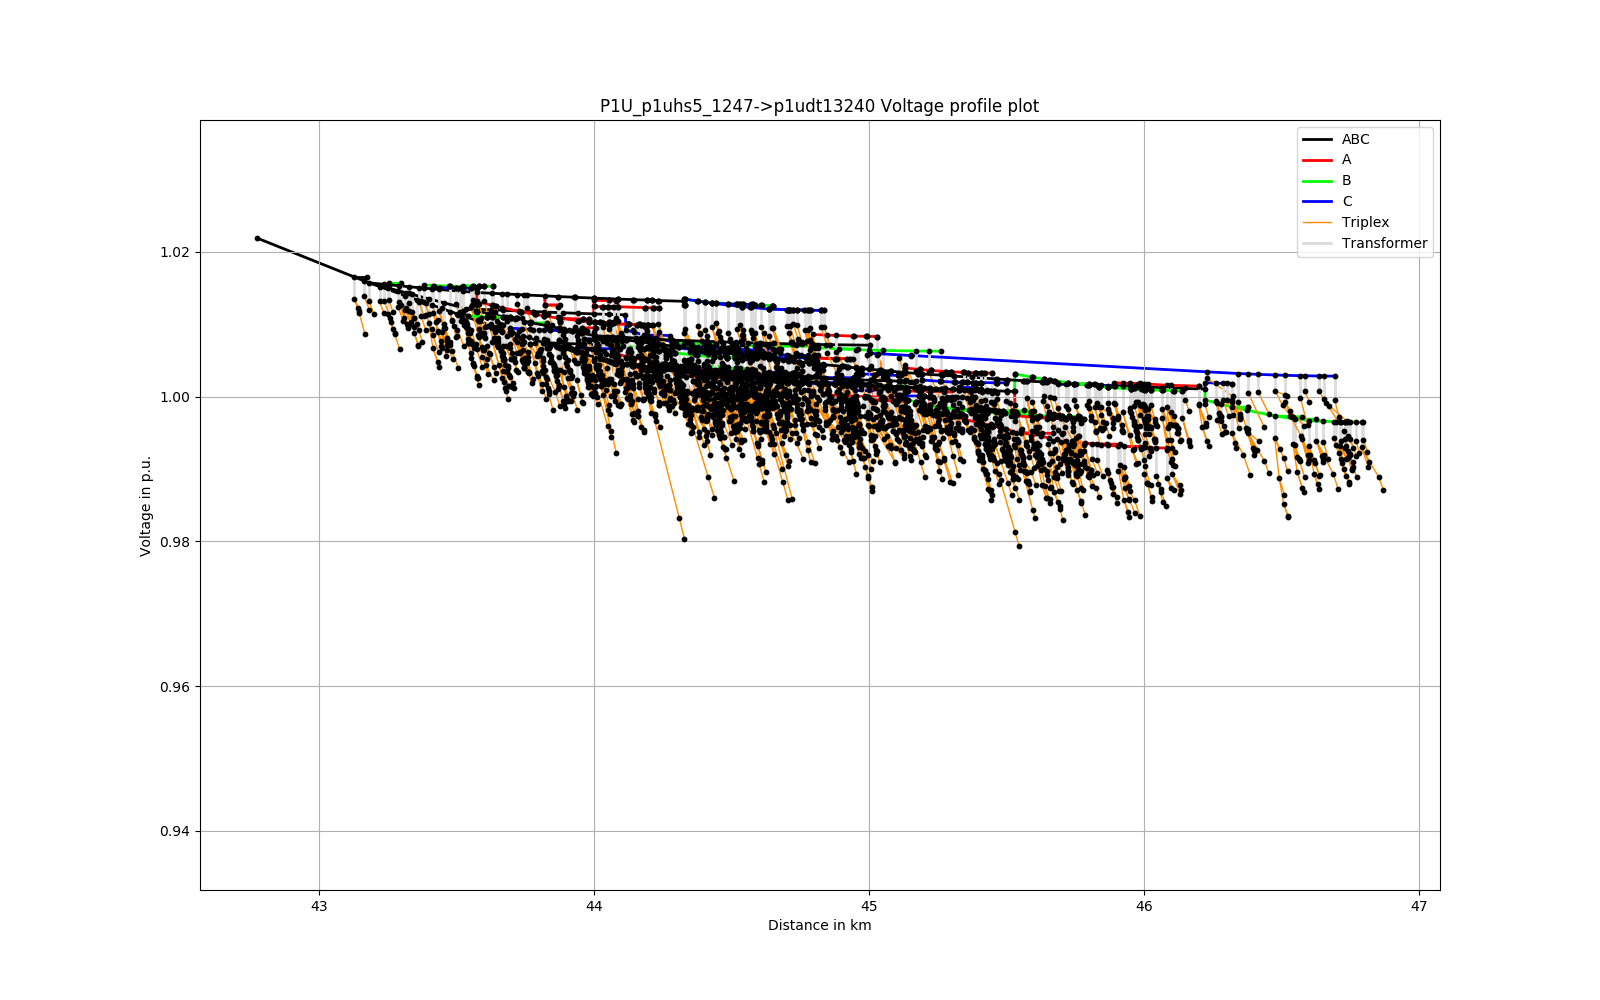 P1U_p1uhs5_1247->p1udt13240 Voltage profile plot
ABC
A
B
C
Triplex
Transformer
1.02
1.00
0.98
0.96
0.94
Voltage in p.u.
43 44 45 46 47
Distance in km